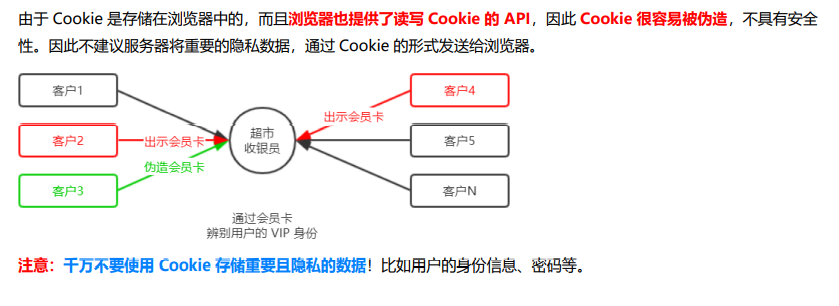 由于 Cookie 是存储在浏览器中的，而且浏览器也提供了读写 Cookie 的 API，因此 Cookie 很容易被伪造，不具有安全
性。因此不建议服务器将重要的隐私数据，通过 Cookie 的形式发送给浏览器。
客户1
客户4
出示会员卡
超市
收银员
客户2
出示会员卡
客户5
伪造会员卡
客户3
客户N
通过会员卡
辨别用户的 VIP 身份
注意：千万不要使用 Cookie 存储重要且隐私的数据！比如用户的身份信息、密码等。